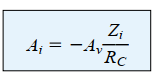 A_i = −A_v Z_i / R_C